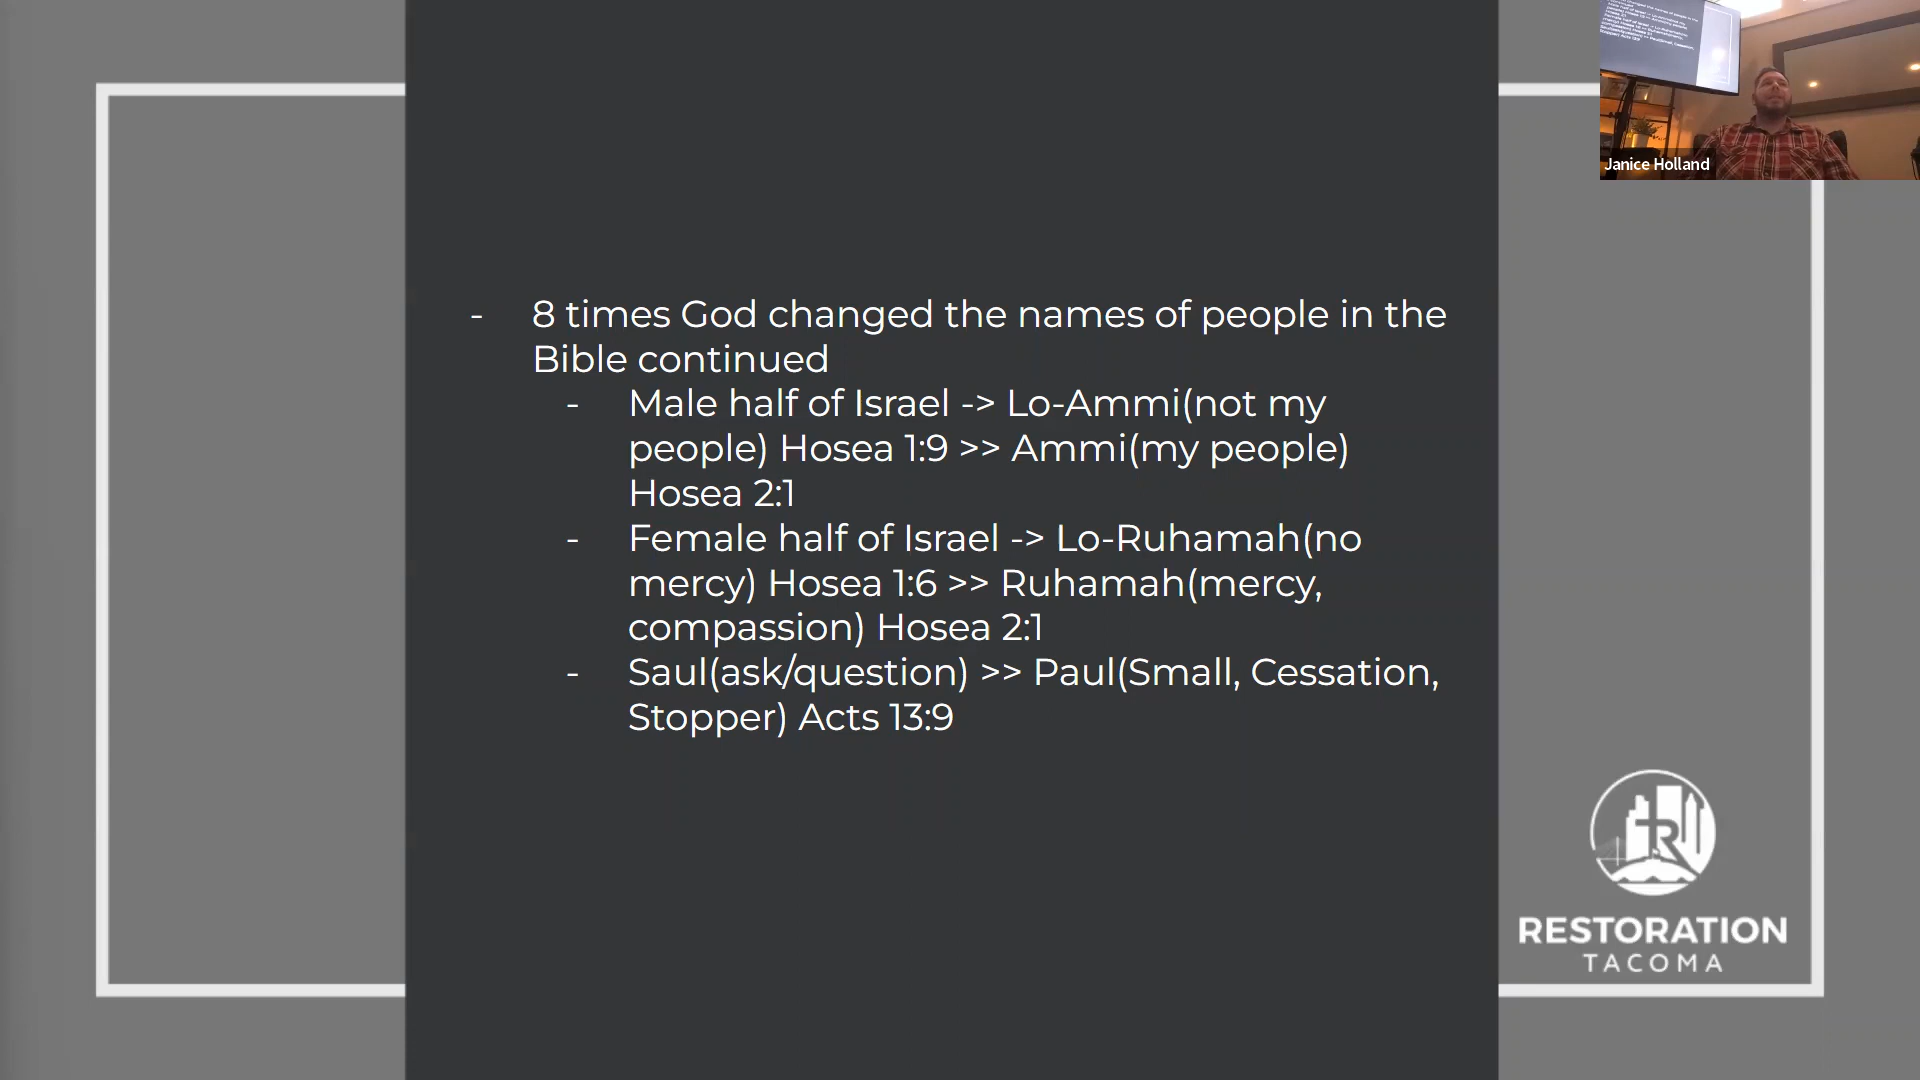 - 8 times God changed the names of people in the
Bible continued
- Male half of Israel -> Lo-Ammi(not my
people) Hosea 1:9 >> Ammi(my people)
Hosea 2:1
- Female half of Israel -> Lo-Ruhamah(no
mercy) Hosea 1:6 >> Ruhamah(mercy,
compassion) Hosea 2:1
- Saul(ask/question) >> Paul(Small, Cessation,
Stopper) Acts 13:9
Janice Holland
R
RESTORATION
TACOMA